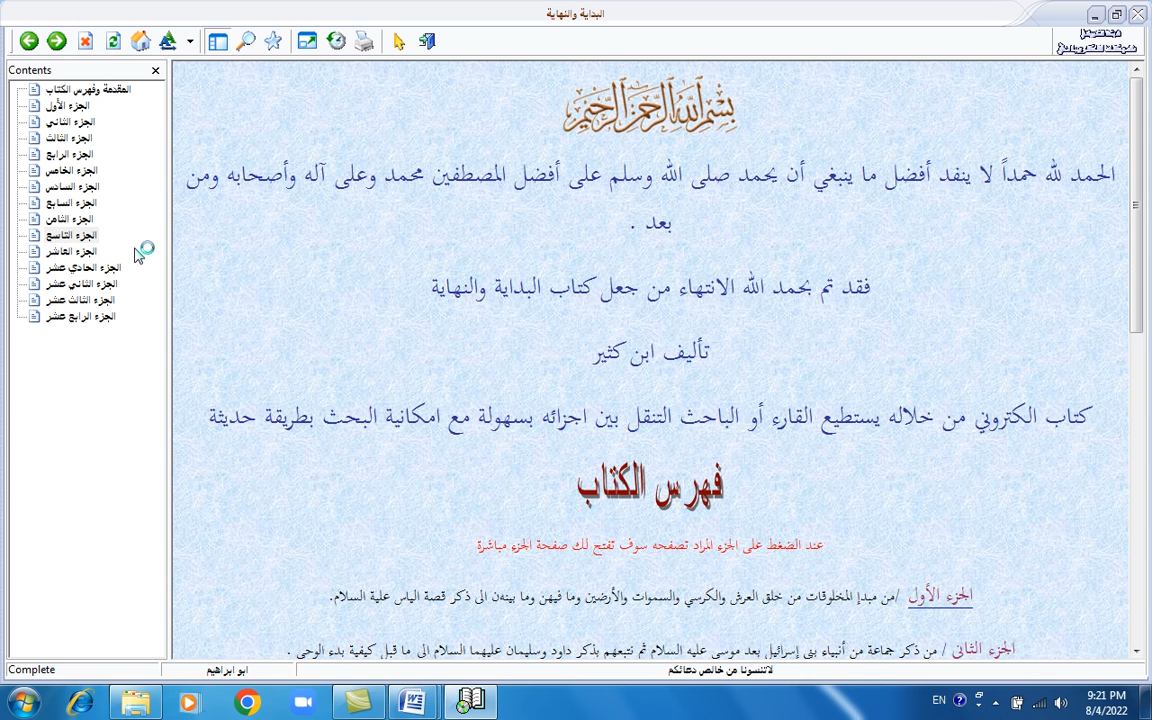 البداية والنهاية
Contents
المقدمة وفهرس الكتاب
الجزء الأول
الجزء الثاني
الجزء الثالث
الجزء الرابع
الجزء الخامس
الجزء السادس
الجزء السابع
الجزء الثامن
الجزء التاسع
الجزء العاشر
الجزء الحادي عشر
الجزء الثاني عشر
الجزء الثالث عشر
الجزء الرابع عشر
بسم الله الرحمن الرحيم
الحمد لله حمداً لا ينفد أفضل ما ينبغي أن يحمد صلى الله وسلم على أفضل المصطفين محمد وعلى آله وأصحابه ومن
بعد .
فقد تم بحمد الله الانتهاء من جعل كتاب البداية والنهاية
تأليف ابن كثير
كتاب الكتروني من خلاله يستطيع القارء أو الباحث التنقل بين اجزائه بسهولة مع امكانية البحث بطريقة حديثة
فهرس الكتاب
عند الضغط على الجزء المراد تصفحه سوف تفتح لك صفحة الجزء مباشرة
الجزء الأول /من مبدإ المخلوقات من خلق العرش والكرسي والسموات والأرضين وما فيهن وما بينهن الى ذكر قصة الياس علية السلام.
الجزء الثاني / من ذكر جماعة من أنبياء بني إسرائيل بعد موسى عليه السلام ثم نتبعهم بذكر داود وسليمان عليهما السلام الى ما قبل كيفية بدء الوحي .
Complete
ابو ابراهيم
لاتنسونا من خالص دعائكم
EN
9:21 PM
8/4/2022